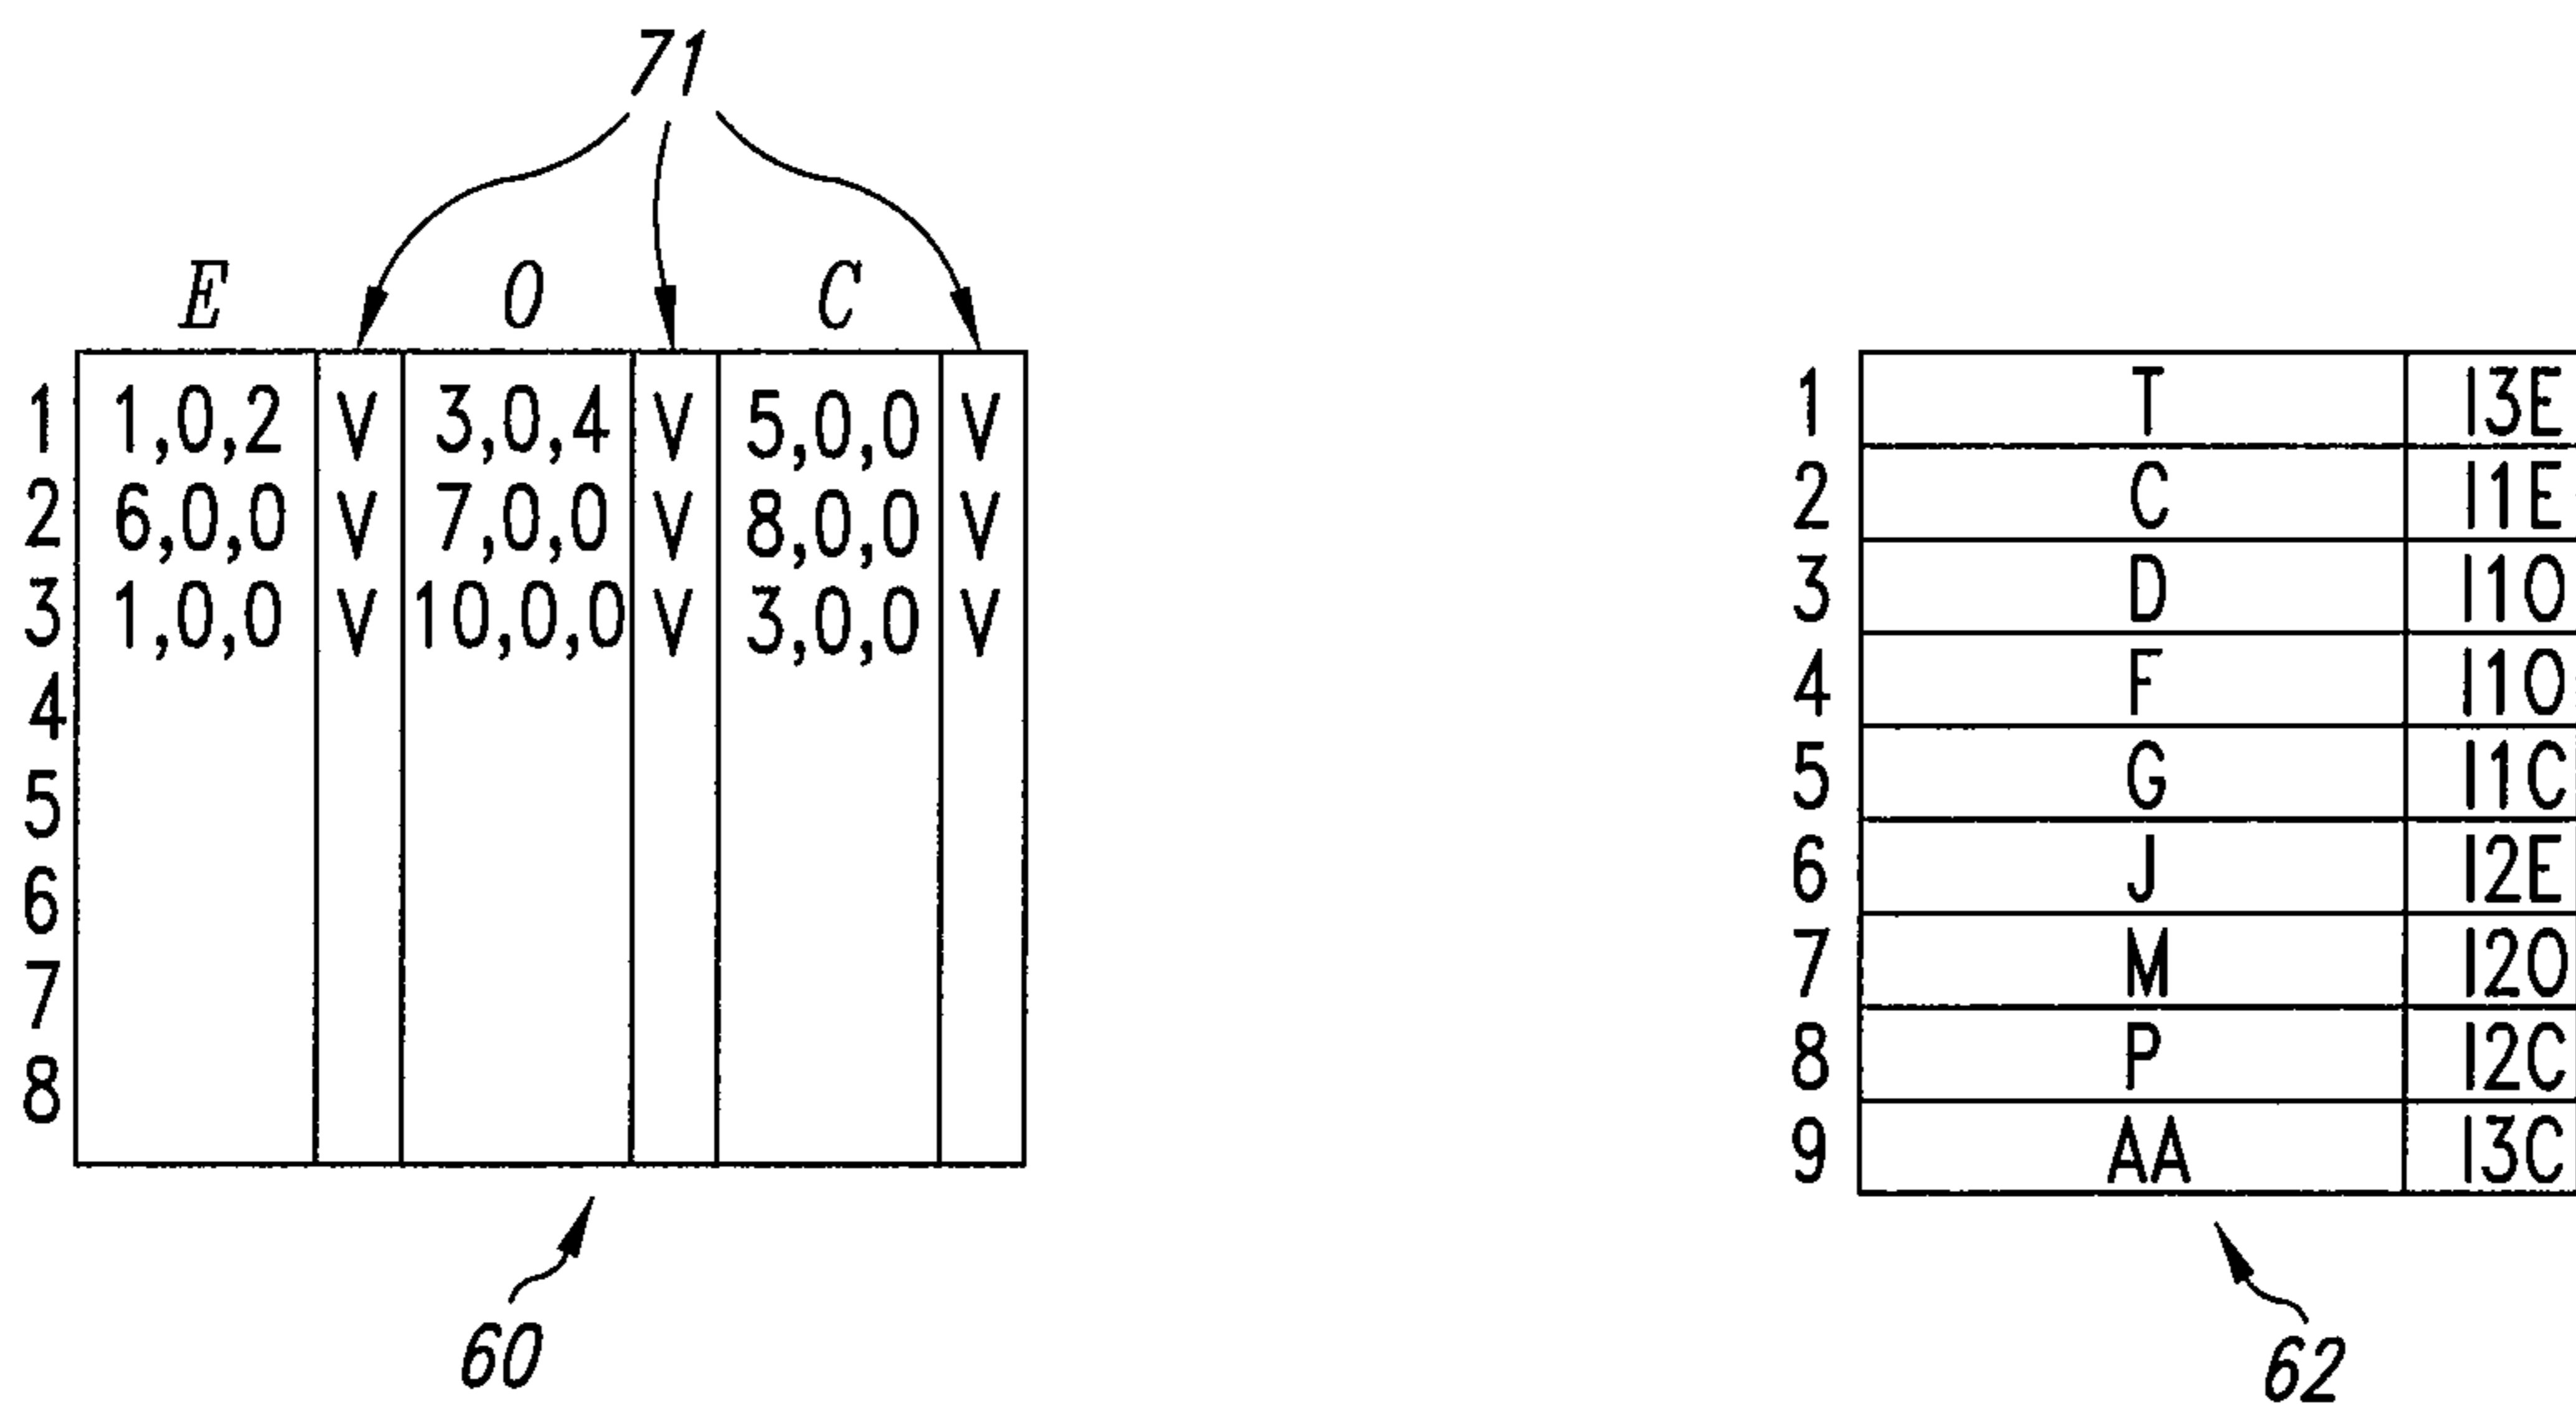 71
E O C
1 1,0,2 V 3,0,4 V 5,0,0 V
2 6,0,0 V 7,0,0 V 8,0,0 V
3 1,0,0 V 10,0,0 V 3,0,0 V
4
5
6
7
8
60
1 T I3E
2 C I1E
3 D I1O
4 F I1O
5 G I1C
6 J I2E
7 M I2O
8 P I2C
9 AA I3C
62